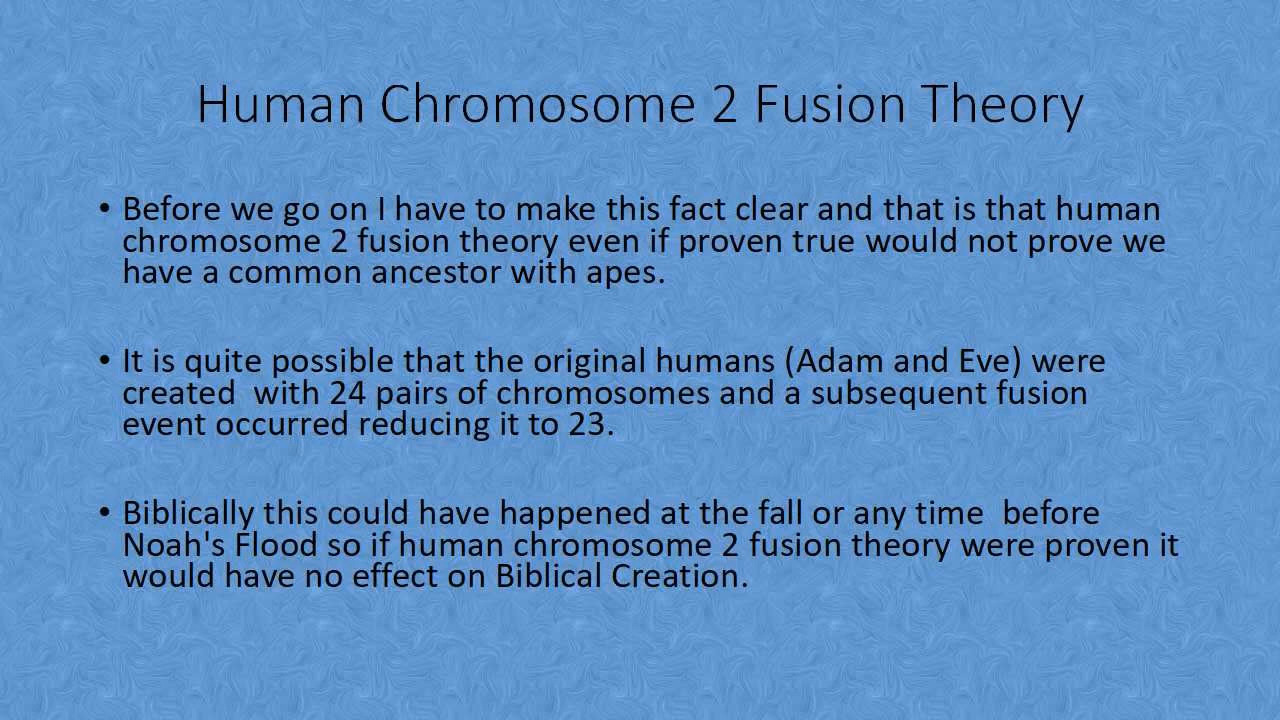 Human Chromosome 2 Fusion Theory
• Before we go on I have to make this fact clear and that is that human
chromosome 2 fusion theory even if proven true would not prove we
have a common ancestor with apes.
• It is quite possible that the original humans (Adam and Eve) were
created  with 24 pairs of chromosomes and a subsequent fusion
event occurred reducing it to 23.
• Biblically this could have happened at the fall or any time  before
Noah's Flood so if human chromosome 2 fusion theory were proven it
would have no effect on Biblical Creation.